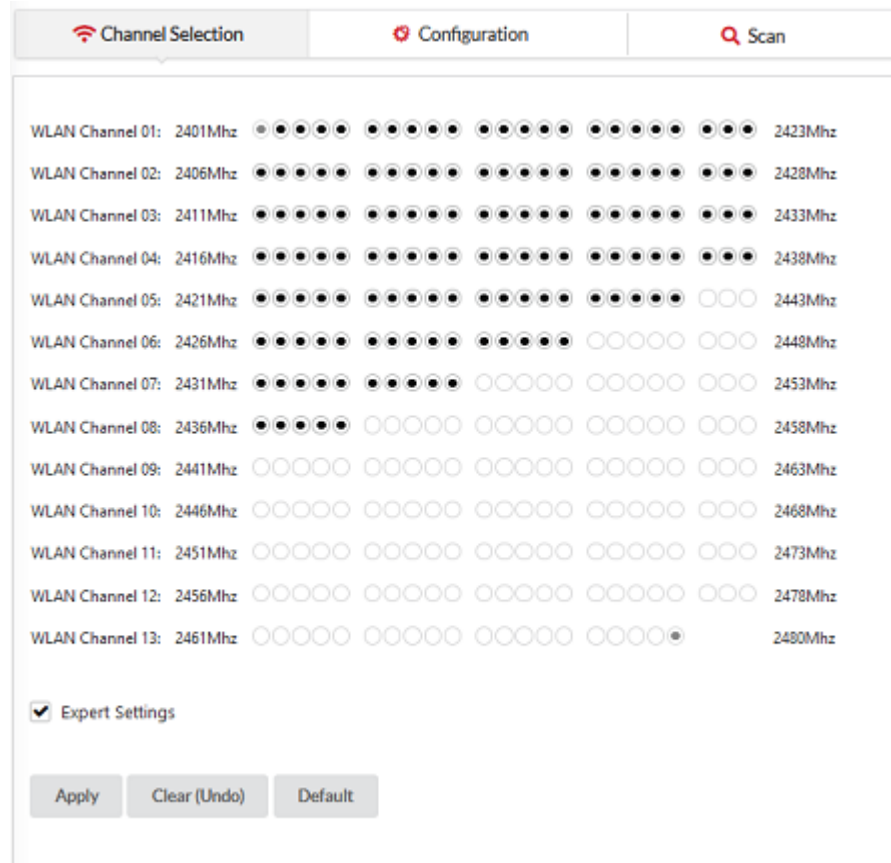 Channel Selection Configuration Scan
WLAN Channel 01: 2401Mhz 2423Mhz
WLAN Channel 02: 2406Mhz 2428Mhz
WLAN Channel 03: 2411Mhz 2433Mhz
WLAN Channel 04: 2416Mhz 2438Mhz
WLAN Channel 05: 2421Mhz 2443Mhz
WLAN Channel 06: 2426Mhz 2448Mhz
WLAN Channel 07: 2431Mhz 2453Mhz
WLAN Channel 08: 2436Mhz 2458Mhz
WLAN Channel 09: 2441Mhz 2463Mhz
WLAN Channel 10: 2446Mhz 2468Mhz
WLAN Channel 11: 2451Mhz 2473Mhz
WLAN Channel 12: 2456Mhz 2478Mhz
WLAN Channel 13: 2461Mhz 2480Mhz
Expert Settings
Apply Clear (Undo) Default